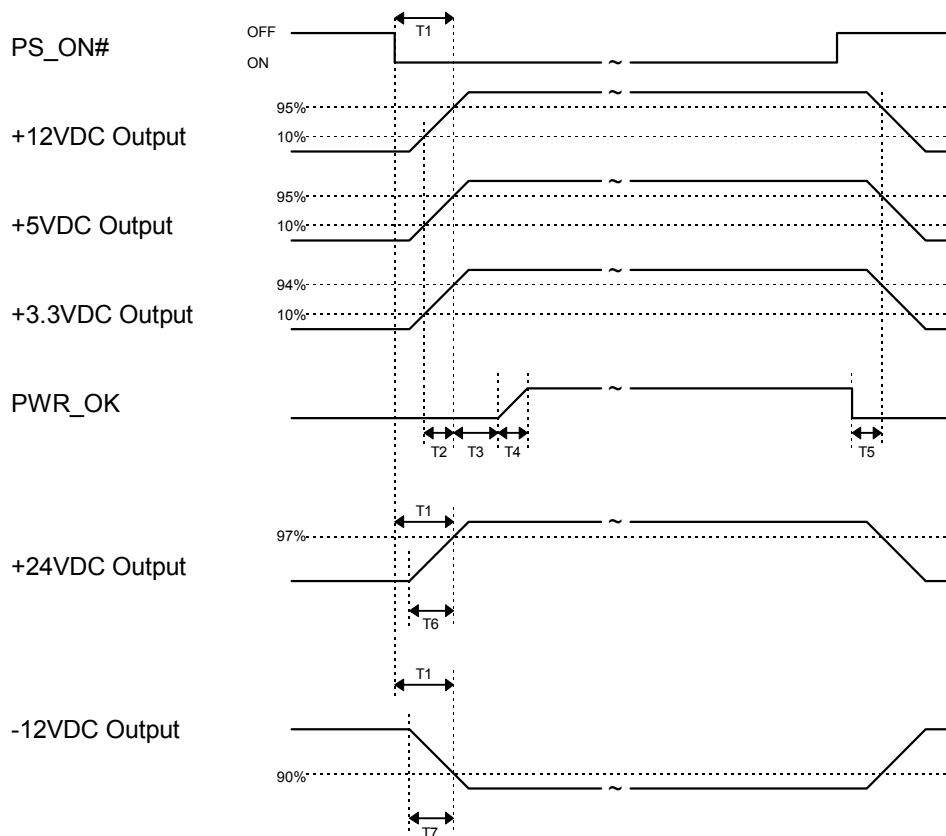 T1
PS_ON#
OFF
ON
~
95%
+12VDC Output
10%
~
95%
+5VDC Output
10%
~
94%
+3.3VDC Output
10%
~
PWR_OK
~
T2
T3
T4
T5
T1
97%
+24VDC Output
~
T6
T1
-12VDC Output
90%
~
T7